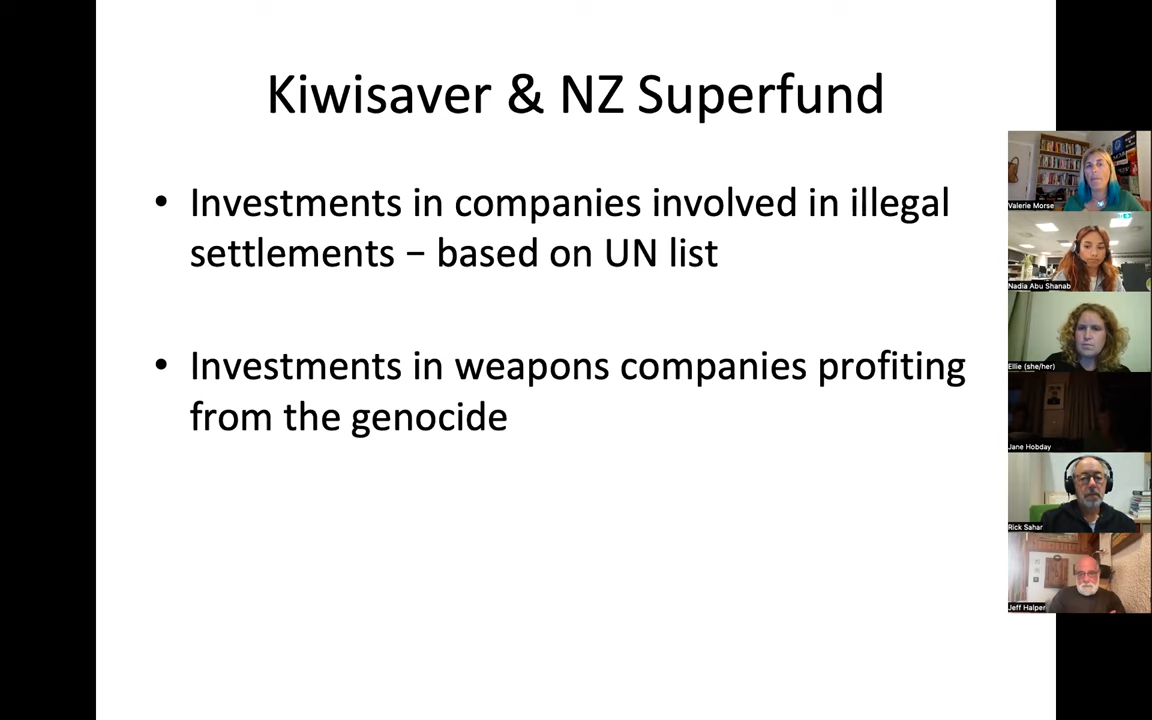 Kiwisaver & NZ Superfund
• Investments in companies involved in illegal
settlements – based on UN list
• Investments in weapons companies profiting
from the genocide
Valerie Morse
Nadia Abu Shanab
Ellie (she/her)
Jane Hobday
Rick Sahar
Jeff Halper